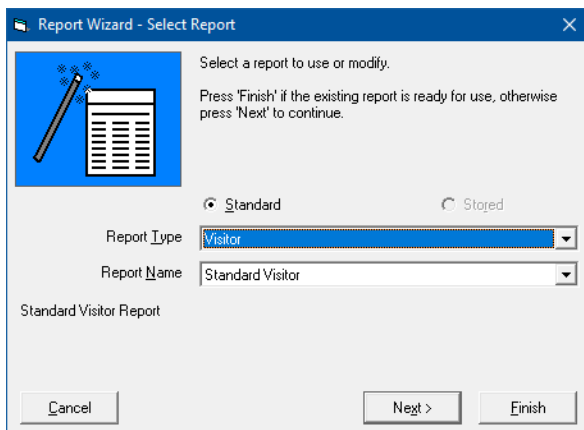 Report Wizard - Select Report
Select a report to use or modify.
Press 'Finish' if the existing report is ready for use, otherwise
press 'Next' to continue.
Standard
Stored
Report Type
Visitor
Report Name
Standard Visitor
Standard Visitor Report
Cancel
Next >
Finish